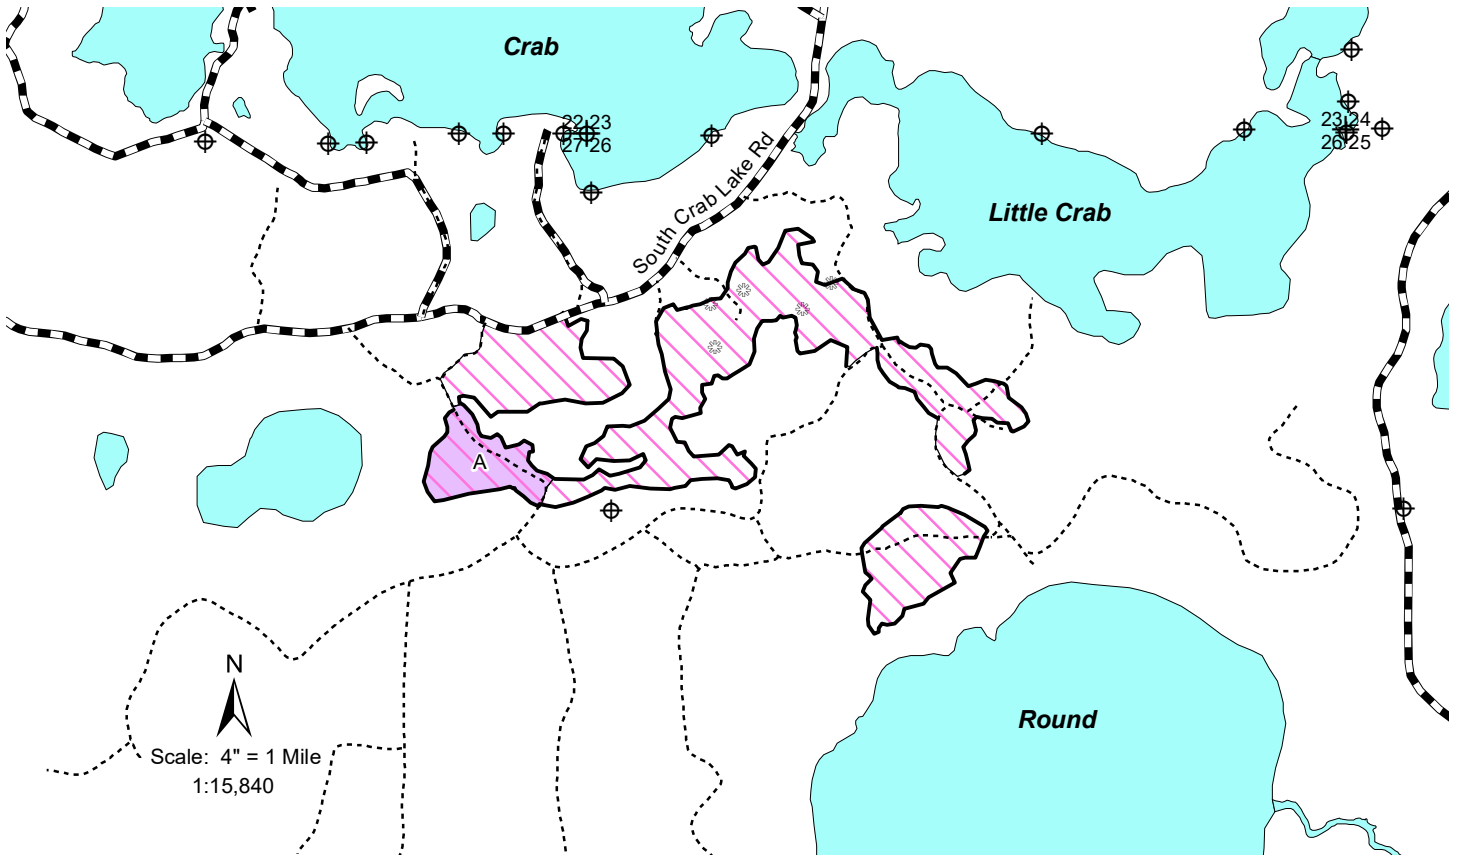 Crab
22 23
27 26
23 24
26 25
South Crab Lake Rd
Little Crab
A
N
Scale: 4" = 1 Mile
1:15,840
Round